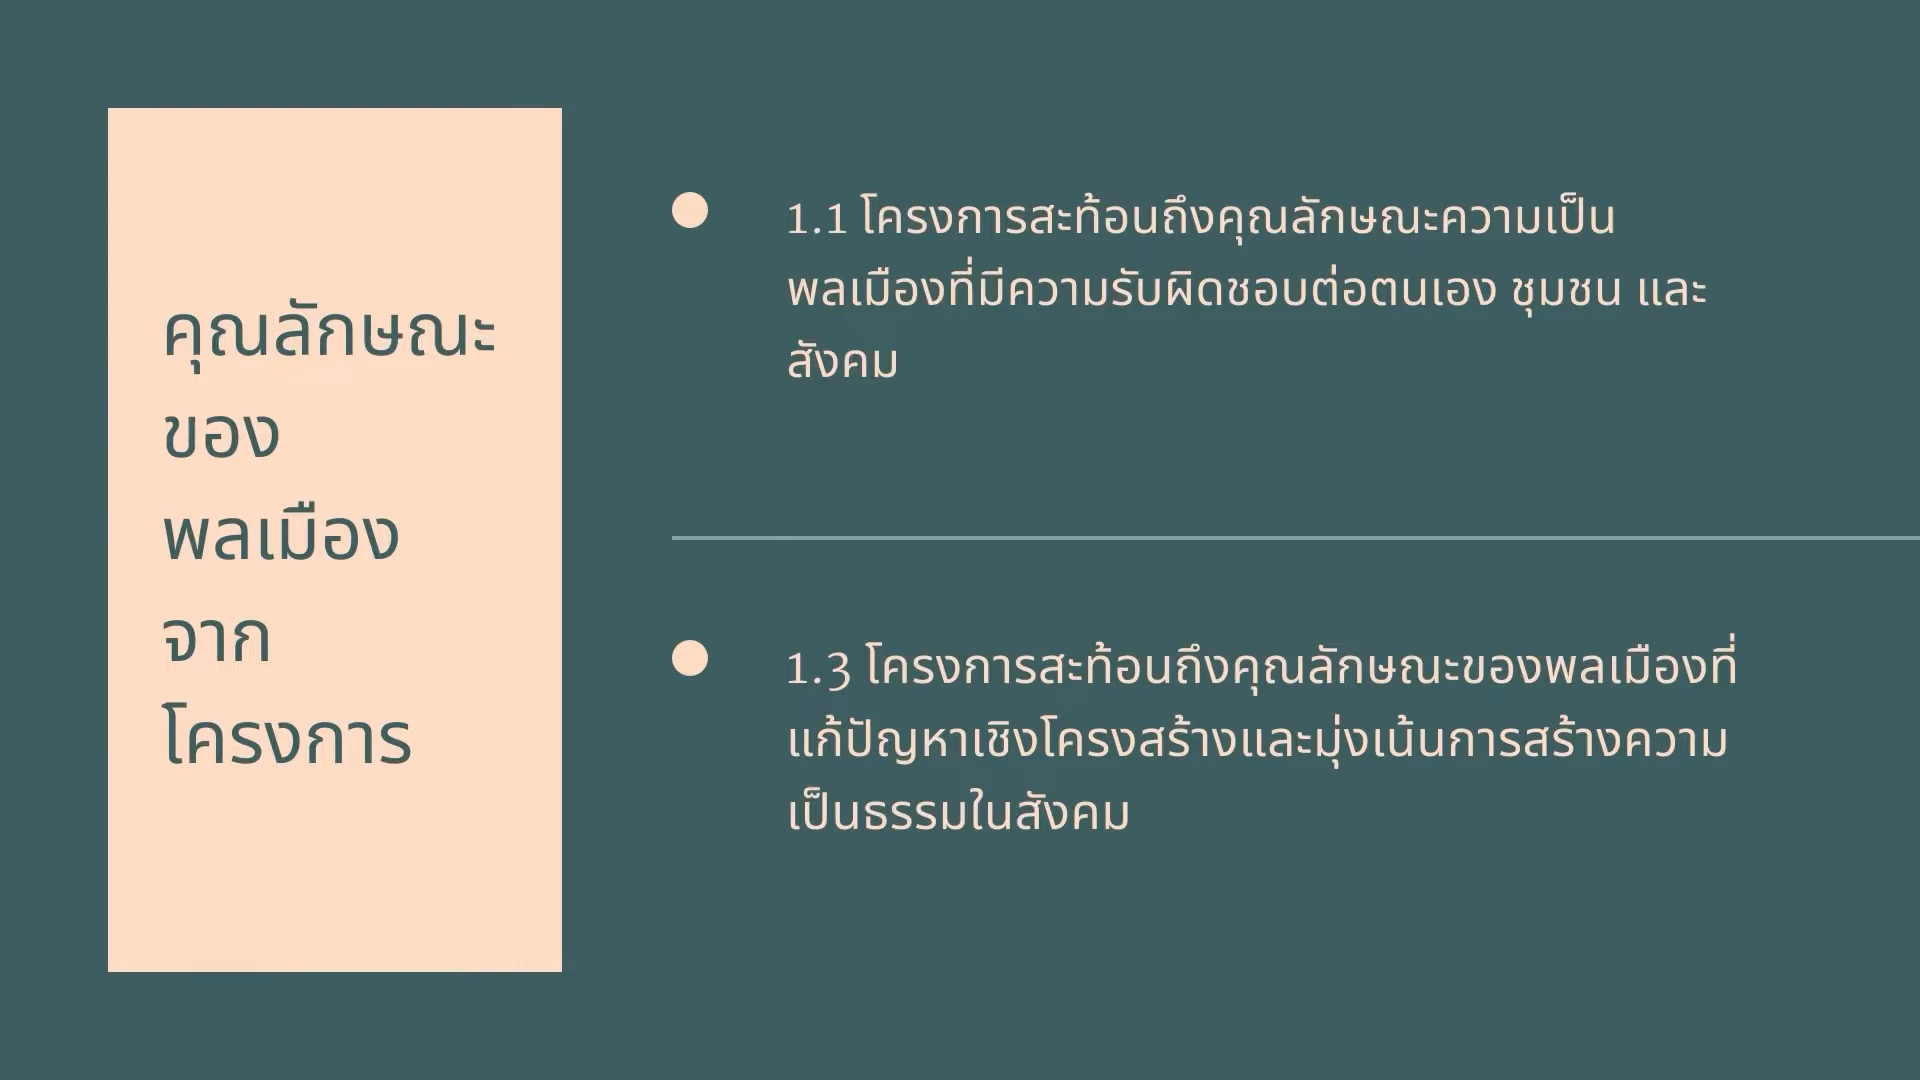 คุณลักษณะ
ของ
พลเมือง
จาก
โครงการ
1.1 โครงการสะท้อนถึงคุณลักษณะความเป็น
พลเมืองที่มีความรับผิดชอบต่อตนเอง ชุมชน และ
สังคม
1.3 โครงการสะท้อนถึงคุณลักษณะของพลเมืองที่
แก้ปัญหาเชิงโครงสร้างและมุ่งเน้นการสร้างความ
เป็นธรรมในสังคม